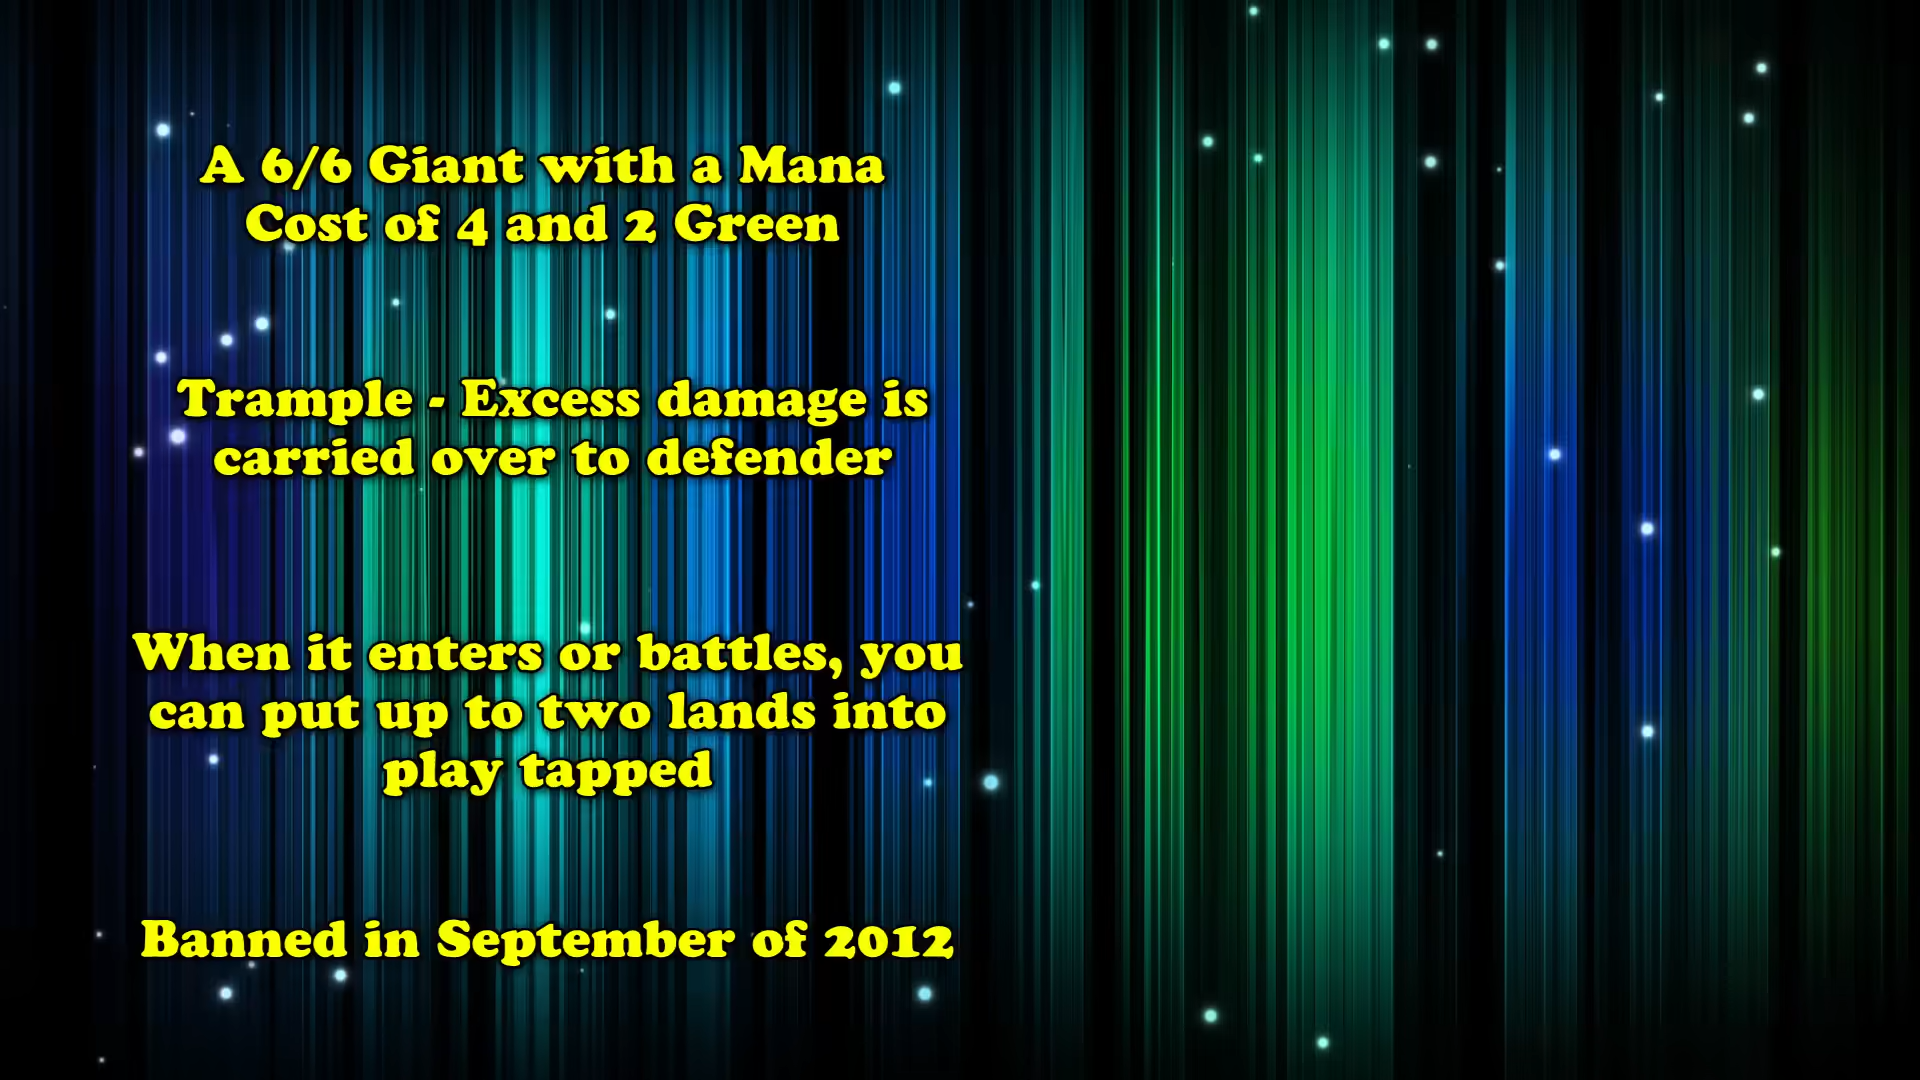 A 6/6 Giant with a Mana
Cost of 4 and 2 Green
Trample - Excess damage is
carried over to defender
When it enters or battles, you
can put up to two lands into
play tapped
Banned in September of 2012